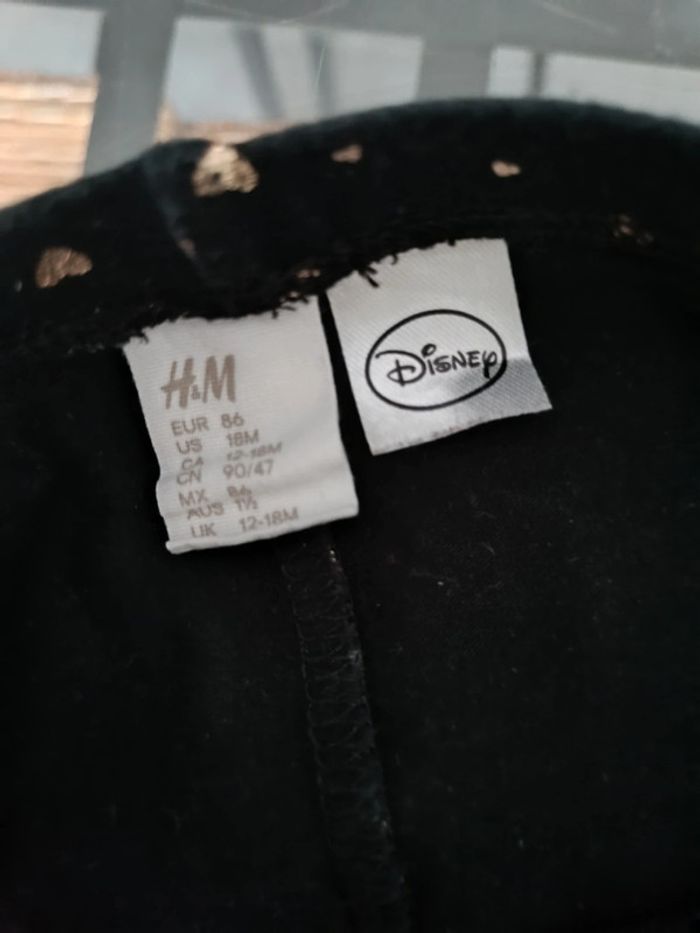 H&M
EUR 86
US 18M
CA 12-18M
CN 90/47
MX 86
AUS 1½
UK 12-18M
Disney